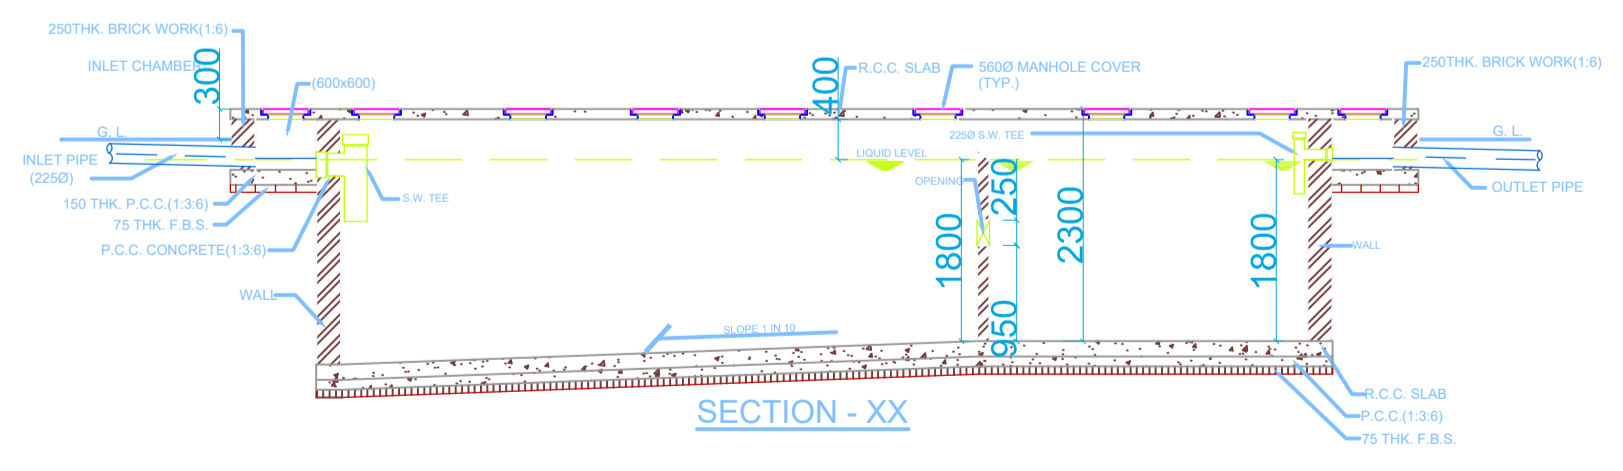 250THK. BRICK WORK(1:6)
INLET CHAMBER
300
(600x600)
400
R.C.C. SLAB
560Ø MANHOLE COVER
(TYP.)
250THK. BRICK WORK(1:6)
G. L.
225Ø S.W. TEE
G. L.
INLET PIPE
(225Ø)
LIQUID LEVEL
OPENING
250
OUTLET PIPE
150 THK. P.C.C.(1:3:6)
S.W. TEE
75 THK. F.B.S.
P.C.C. CONCRETE(1:3:6)
1800
2300
1800
WALL
WALL
950
SLOPE 1 IN 10
SECTION - XX
R.C.C. SLAB
P.C.C.(1:3:6)
75 THK. F.B.S.